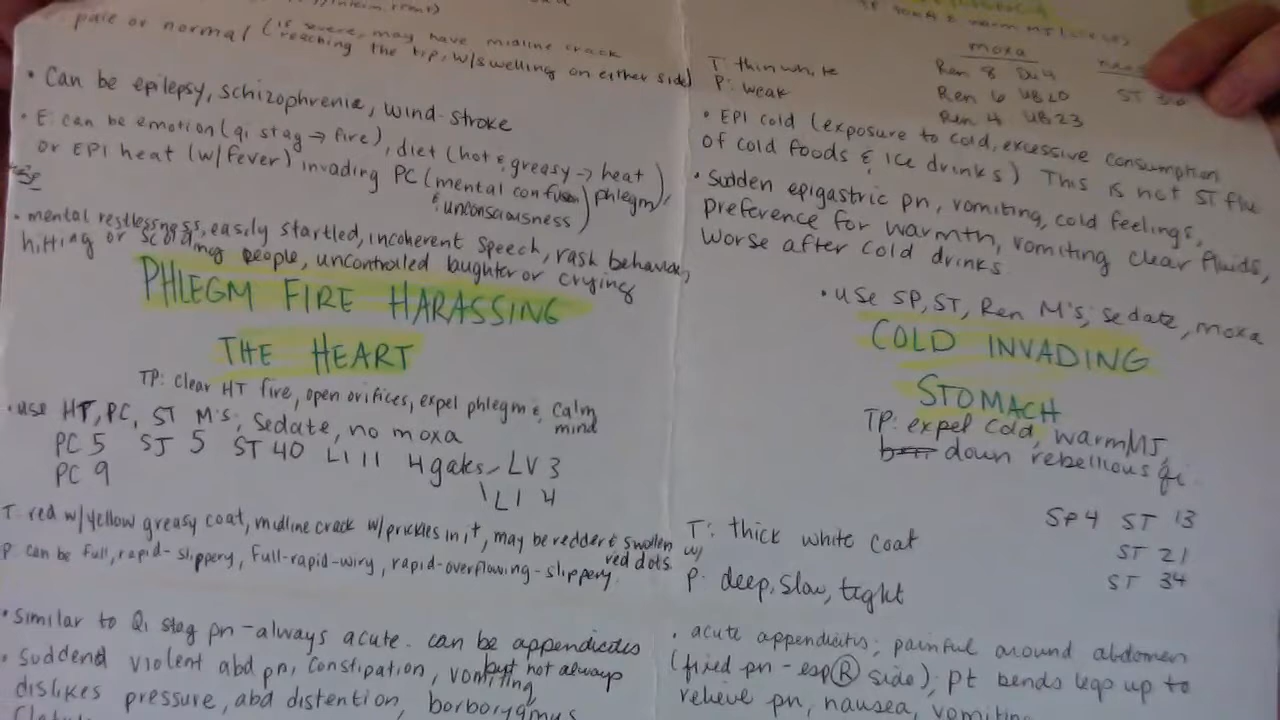 pale or normal (if severe, may have midline crack
reaching the tip, w/swelling on either side)
• Can be epilepsy, schizophrenia, wind-stroke
• E: can be emotion (qi stag → fire), diet (hot & greasy → heat
or EPI heat (w/fever) invading PC (mental confusion) phlegm),
& unconsciousness
• mental restlessness, easily startled, incoherent speech, rash behavior,
hitting or scolding people, uncontrolled laughter or crying
PHLEGM FIRE HARASSING
THE HEART
TP: clear HT fire, open orifices, expel phlegm & calm
mind
• use HT, PC, ST M's; sedate, no moxa
PC 5 SJ 5 ST 40 LI 11 4 gates LV 3
PC 9 LI 4
T: red w/yellow greasy coat, midline crack w/prickles in it, may be redder & swollen
w/ red dots
P: can be full, rapid-slippery, full-rapid-wiry, rapid-overflowing-slippery.
• Similar to Qi stag pn - always acute. can be appendicitis
but not always
• Suddend violent abd pn, constipation, vomiting
dislikes pressure, abd distention, borborygmus
moxa
T: thin white Ren 8 Du 4
P: weak Ren 6 UB20 ST 36
Ren 4 UB23
• EPI cold (exposure to cold, excessive consumption
of cold foods & ice drinks) This is not ST flu
• Sudden epigastric pn, vomiting, cold feelings,
preference for warmth, vomiting clear fluids,
worse after cold drinks
• use SP, ST, Ren M's; sedate, moxa
COLD INVADING
STOMACH
TP: expel cold, warm MJ,
down rebellious qi
SP4 ST 13
ST 21
ST 34
T: thick white coat
P: deep, slow, tight
• acute appendicitis; painful around abdomen
(fixed pn - esp R side); pt bends legs up to
relieve pn, nausea, vomiting